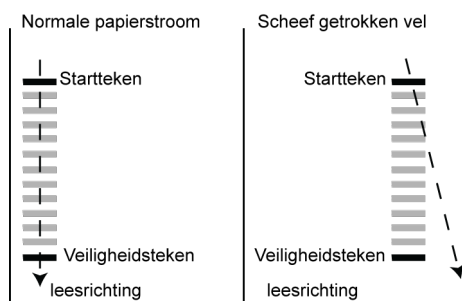 Normale papierstroom
Startteken
Veiligheidsteken
leesrichting
Scheef getrokken vel
Startteken
Veiligheidsteken
leesrichting